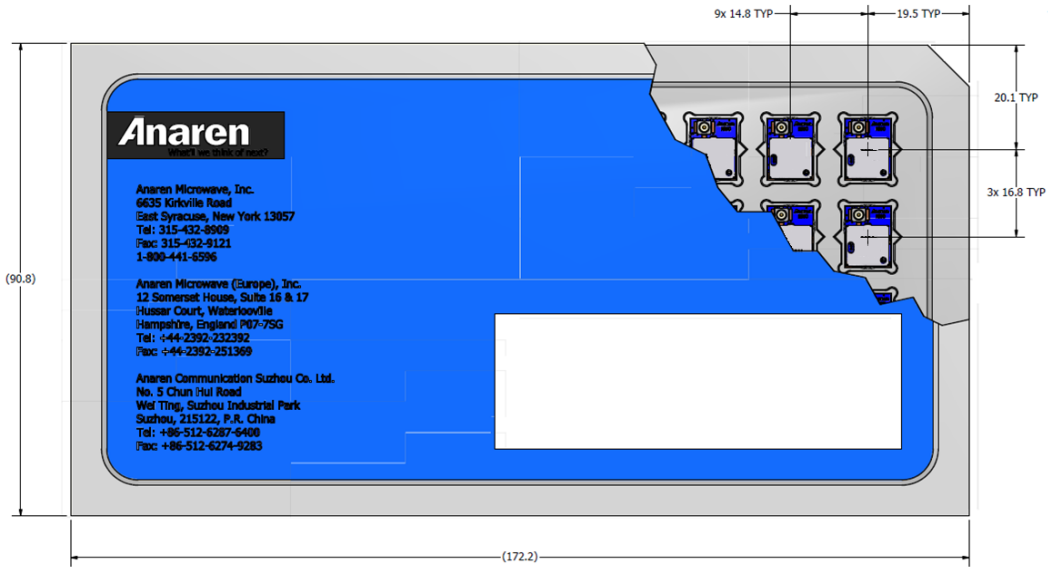 9x 14.8 TYP
19.5 TYP
20.1 TYP
3x 16.8 TYP
Anaren
What'll we think of next?
Anaren Microwave, Inc.
6635 Kirkville Road
East Syracuse, New York 13057
Tel: 315-432-8909
Fax: 315-432-9121
1-800-441-6596
(90.8)
Anaren Microwave (Europe), Inc.
12 Somerset House, Suite 16 & 17
Hussar Court, Waterlooville
Hampshire, England P07-7SG
Tel: +44-2392-232392
Fax: +44-2392-251369
Anaren Communication Suzhou Co. Ltd.
No. 5 Chun Hui Road
Wei Ting, Suzhou Industrial Park
Suzhou, 215122, P.R. China
Tel: +86-512-6287-6400
Fax: +86-512-6274-9283
(172.2)